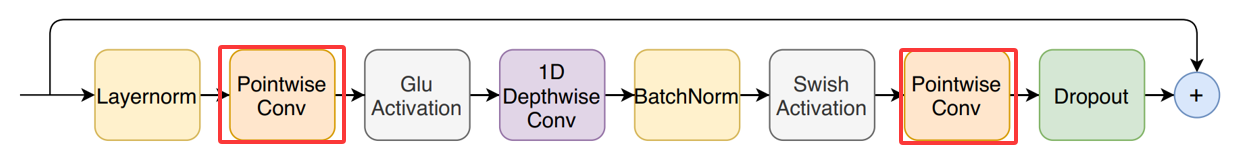 Layernorm
Pointwise
Conv
Glu
Activation
1D
Depthwise
Conv
BatchNorm
Swish
Activation
Pointwise
Conv
Dropout
+